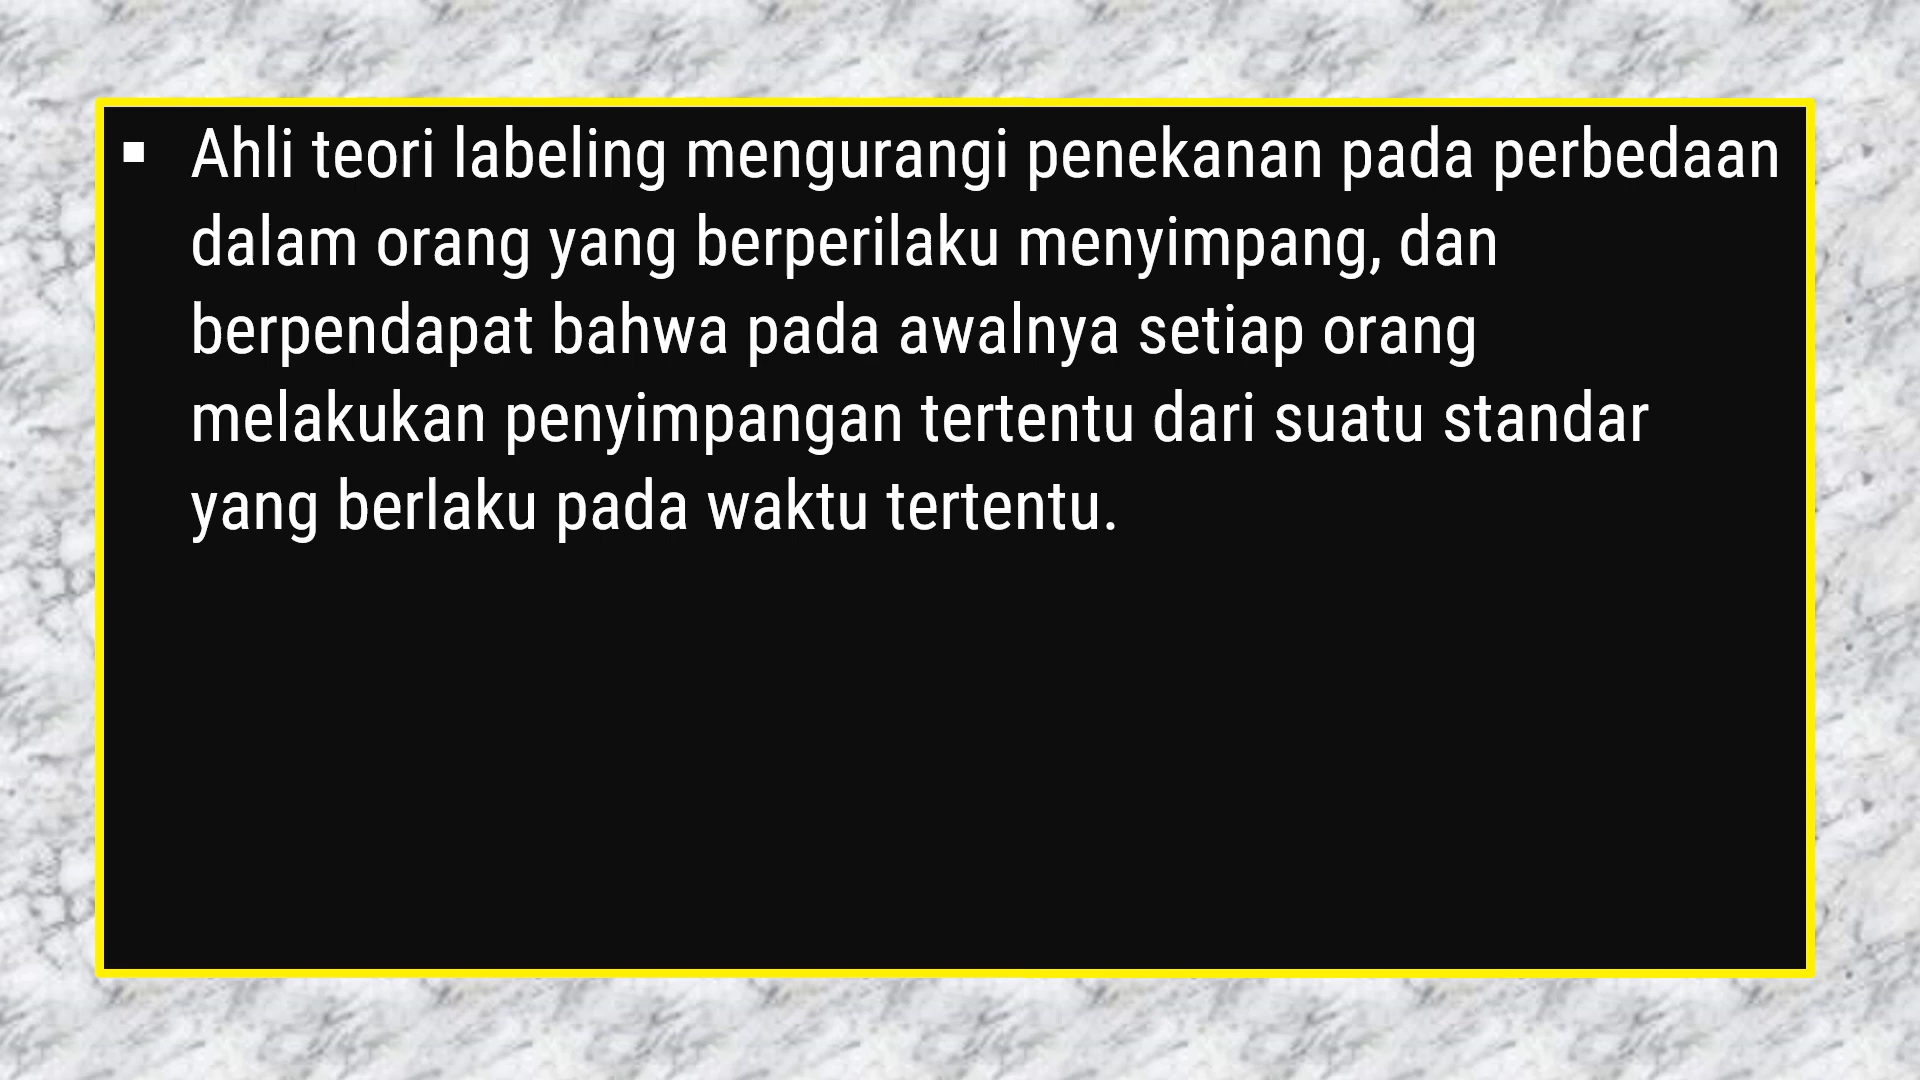 ▪ Ahli teori labeling mengurangi penekanan pada perbedaan
dalam orang yang berperilaku menyimpang, dan
berpendapat bahwa pada awalnya setiap orang
melakukan penyimpangan tertentu dari suatu standar
yang berlaku pada waktu tertentu.